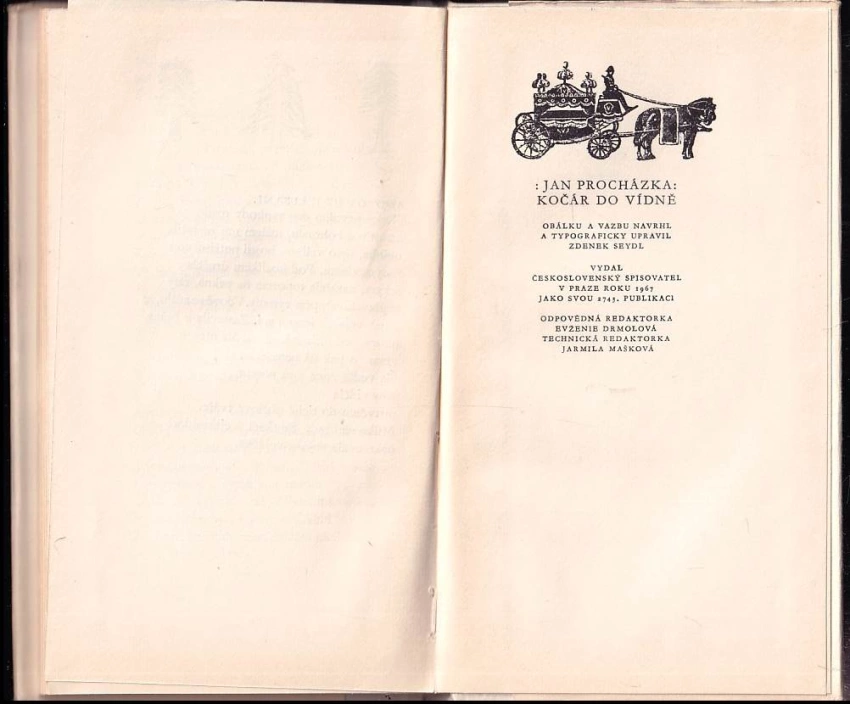 : JAN PROCHÁZKA:
KOČÁR DO VÍDNĚ
OBÁLKU A VAZBU NAVRHL
A TYPOGRAFICKY UPRAVIL
ZDENEK SEYDL
VYDAL
ČESKOSLOVENSKÝ SPISOVATEL
V PRAZE ROKU 1967
JAKO SVOU 2745. PUBLIKACI
ODPOVĚDNÁ REDAKTORKA
EVŽENIE DRMOLOVÁ
TECHNICKÁ REDAKTORKA
JARMILA MAŠKOVÁ